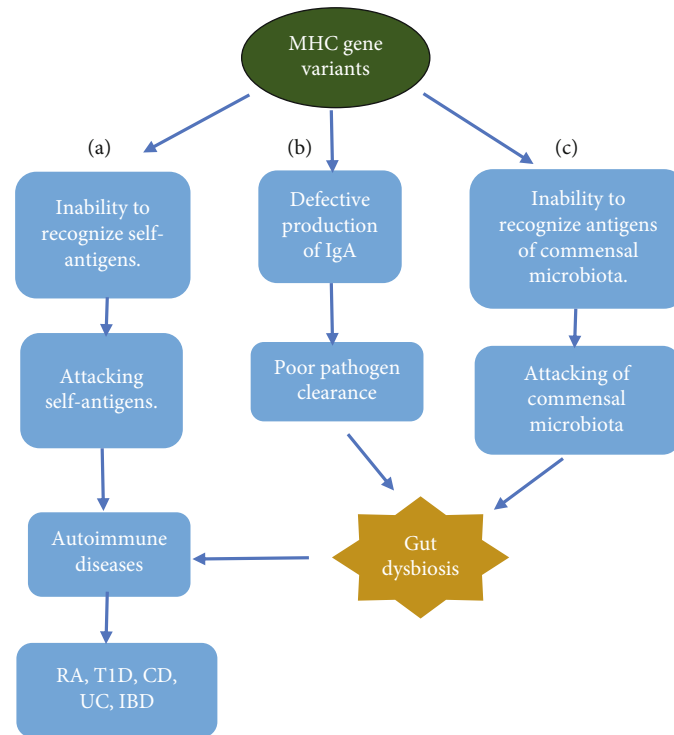 MHC gene
variants
(a)
(b)
(c)
Inability to
recognize self-
antigens.
Defective
production
of IgA
Inability to
recognize antigens
of commensal
microbiota.
Attacking
self-antigens.
Poor pathogen
clearance
Attacking of
commensal
microbiota
Autoimmune
diseases
Gut
dysbiosis
RA, T1D, CD,
UC, IBD